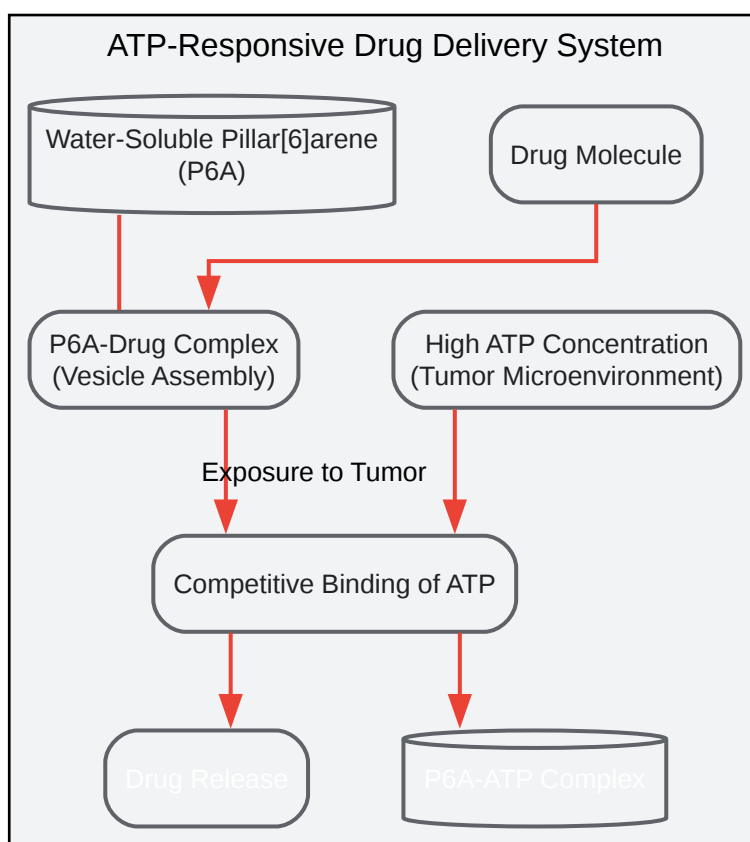 ATP-Responsive Drug Delivery System
Water-Soluble Pillar[6]arene
(P6A)
Drug Molecule
P6A-Drug Complex
(Vesicle Assembly)
High ATP Concentration
(Tumor Microenvironment)
Exposure to Tumor
Competitive Binding of ATP
Drug Release
P6A-ATP Complex